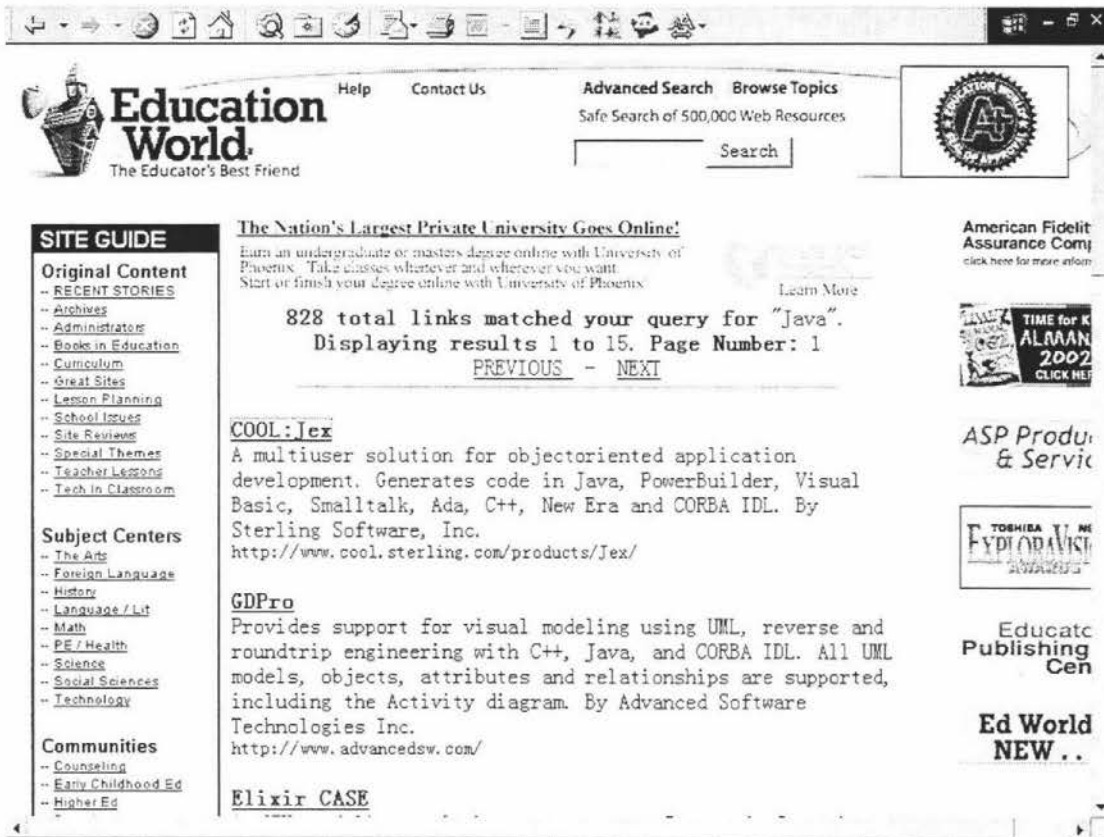 Education
World
The Educator's Best Friend
Help Contact Us
Advanced Search Browse Topics
Safe Search of 500,000 Web Resources
Search
A+
SITE GUIDE
Original Content
-- RECENT STORIES
-- Archives
-- Administrators
-- Books in Education
-- Curriculum
-- Great Sites
-- Lesson Planning
-- School Issues
-- Site Reviews
-- Special Themes
-- Teacher Lessons
-- Tech In Classroom
Subject Centers
-- The Arts
-- Foreign Language
-- History
-- Language / Lit
-- Math
-- PE / Health
-- Science
-- Social Sciences
-- Technology
Communities
-- Counseling
-- Early Childhood Ed
-- Higher Ed
The Nation's Largest Private University Goes Online!
Earn an undergraduate or masters degree online with University of
Phoenix. Take classes whenever and wherever you want.
Start or finish your degree online with University of Phoenix
Learn More
828 total links matched your query for "Java".
Displaying results 1 to 15. Page Number: 1
PREVIOUS - NEXT
COOL:Jex
A multiuser solution for objectoriented application
development. Generates code in Java, PowerBuilder, Visual
Basic, Smalltalk, Ada, C++, New Era and CORBA IDL. By
Sterling Software, Inc.
http://www.cool.sterling.com/products/Jex/
GDPro
Provides support for visual modeling using UML, reverse and
roundtrip engineering with C++, Java, and CORBA IDL. All UML
models, objects, attributes and relationships are supported,
including the Activity diagram. By Advanced Software
Technologies Inc.
http://www.advancedsw.com/
Elixir CASE
American Fidelit
Assurance Comp
click here for more inform
TIME for K
ALMANA
2002
CLICK HER
ASP Produ
& Servic
TOSHIBA NE
EXPLORAVISI
AWARDS
Educato
Publishing
Cen
Ed World
NEW . .